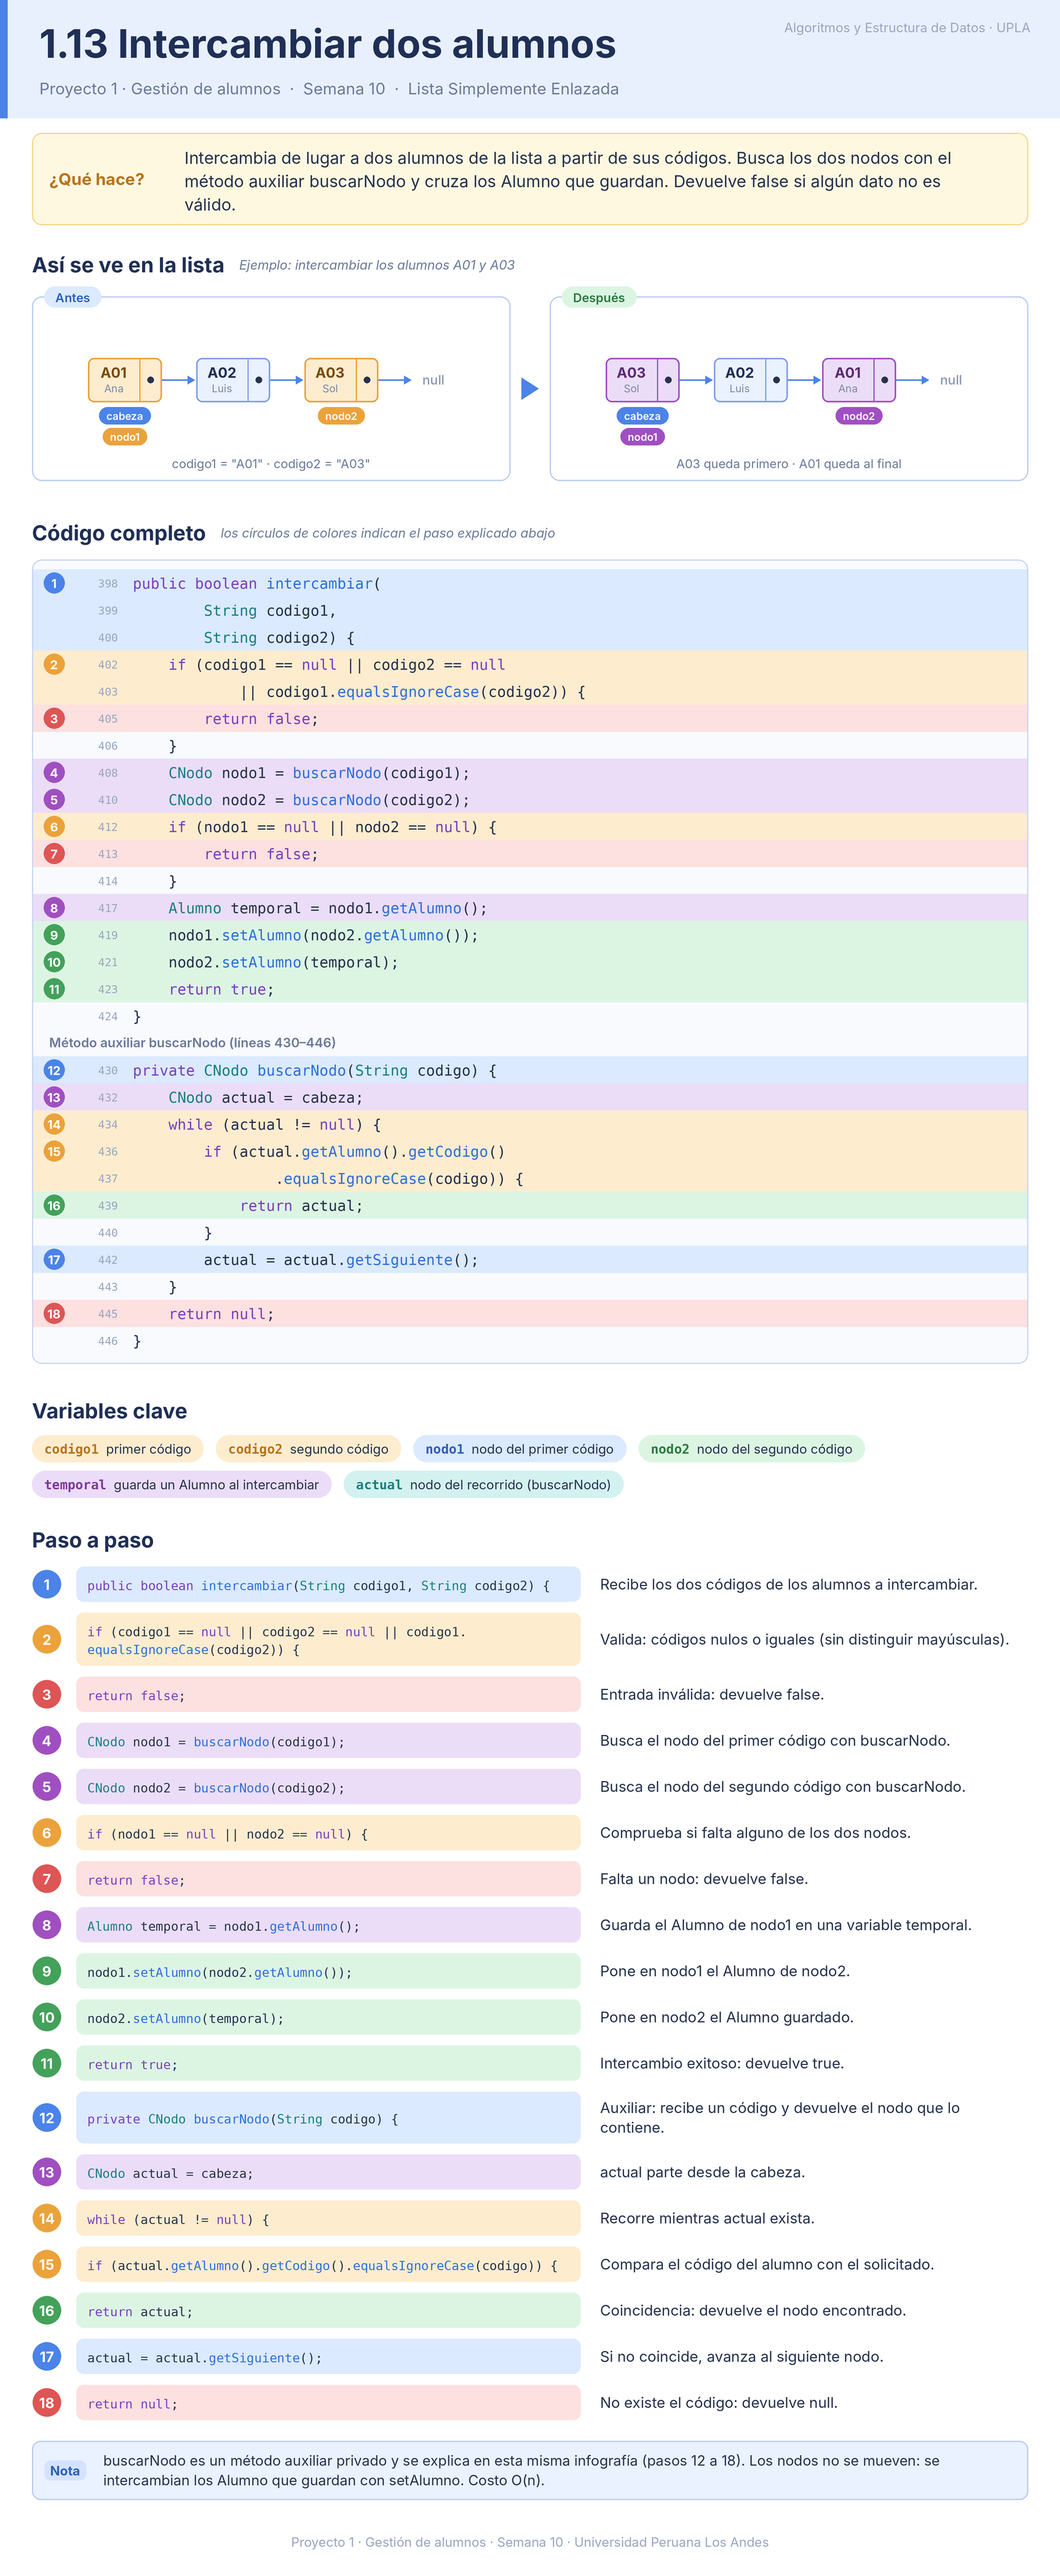 1.13 Intercambiar dos alumnos
Algoritmos y Estructura de Datos · UPLA
Proyecto 1 · Gestión de alumnos · Semana 10 · Lista Simplemente Enlazada
¿Qué hace?
Intercambia de lugar a dos alumnos de la lista a partir de sus códigos. Busca los dos nodos con el
método auxiliar buscarNodo y cruza los Alumno que guardan. Devuelve false si algún dato no es
válido.
Así se ve en la lista
Ejemplo: intercambiar los alumnos A01 y A03
Antes
A01
Ana
A02
Luis
A03
Sol
null
cabeza
nodo1
nodo2
codigo1 = "A01" · codigo2 = "A03"
Después
A03
Sol
A02
Luis
A01
Ana
null
cabeza
nodo1
nodo2
A03 queda primero · A01 queda al final
Código completo
los círculos de colores indican el paso explicado abajo
1 398 public boolean intercambiar(
399 String codigo1,
400 String codigo2) {
2 402 if (codigo1 == null || codigo2 == null
403 || codigo1.equalsIgnoreCase(codigo2)) {
3 405 return false;
406 }
4 408 CNodo nodo1 = buscarNodo(codigo1);
5 410 CNodo nodo2 = buscarNodo(codigo2);
6 412 if (nodo1 == null || nodo2 == null) {
7 413 return false;
414 }
8 417 Alumno temporal = nodo1.getAlumno();
9 419 nodo1.setAlumno(nodo2.getAlumno());
10 421 nodo2.setAlumno(temporal);
11 423 return true;
424 }
Método auxiliar buscarNodo (líneas 430–446)
12 430 private CNodo buscarNodo(String codigo) {
13 432 CNodo actual = cabeza;
14 434 while (actual != null) {
15 436 if (actual.getAlumno().getCodigo()
437 .equalsIgnoreCase(codigo)) {
16 439 return actual;
440 }
17 442 actual = actual.getSiguiente();
443 }
18 445 return null;
446 }
Variables clave
codigo1 primer código
codigo2 segundo código
nodo1 nodo del primer código
nodo2 nodo del segundo código
temporal guarda un Alumno al intercambiar
actual nodo del recorrido (buscarNodo)
Paso a paso
1 public boolean intercambiar(String codigo1, String codigo2) { Recibe los dos códigos de los alumnos a intercambiar.
2 if (codigo1 == null || codigo2 == null || codigo1.
equalsIgnoreCase(codigo2)) {
Valida: códigos nulos o iguales (sin distinguir mayúsculas).
3 return false; Entrada inválida: devuelve false.
4 CNodo nodo1 = buscarNodo(codigo1); Busca el nodo del primer código con buscarNodo.
5 CNodo nodo2 = buscarNodo(codigo2); Busca el nodo del segundo código con buscarNodo.
6 if (nodo1 == null || nodo2 == null) { Comprueba si falta alguno de los dos nodos.
7 return false; Falta un nodo: devuelve false.
8 Alumno temporal = nodo1.getAlumno(); Guarda el Alumno de nodo1 en una variable temporal.
9 nodo1.setAlumno(nodo2.getAlumno()); Pone en nodo1 el Alumno de nodo2.
10 nodo2.setAlumno(temporal); Pone en nodo2 el Alumno guardado.
11 return true; Intercambio exitoso: devuelve true.
12 private CNodo buscarNodo(String codigo) { Auxiliar: recibe un código y devuelve el nodo que lo
contiene.
13 CNodo actual = cabeza; actual parte desde la cabeza.
14 while (actual != null) { Recorre mientras actual exista.
15 if (actual.getAlumno().getCodigo().equalsIgnoreCase(codigo)) { Compara el código del alumno con el solicitado.
16 return actual; Coincidencia: devuelve el nodo encontrado.
17 actual = actual.getSiguiente(); Si no coincide, avanza al siguiente nodo.
18 return null; No existe el código: devuelve null.
Nota
buscarNodo es un método auxiliar privado y se explica en esta misma infografía (pasos 12 a 18). Los nodos no se mueven: se
intercambian los Alumno que guardan con setAlumno. Costo O(n).
Proyecto 1 · Gestión de alumnos · Semana 10 · Universidad Peruana Los Andes